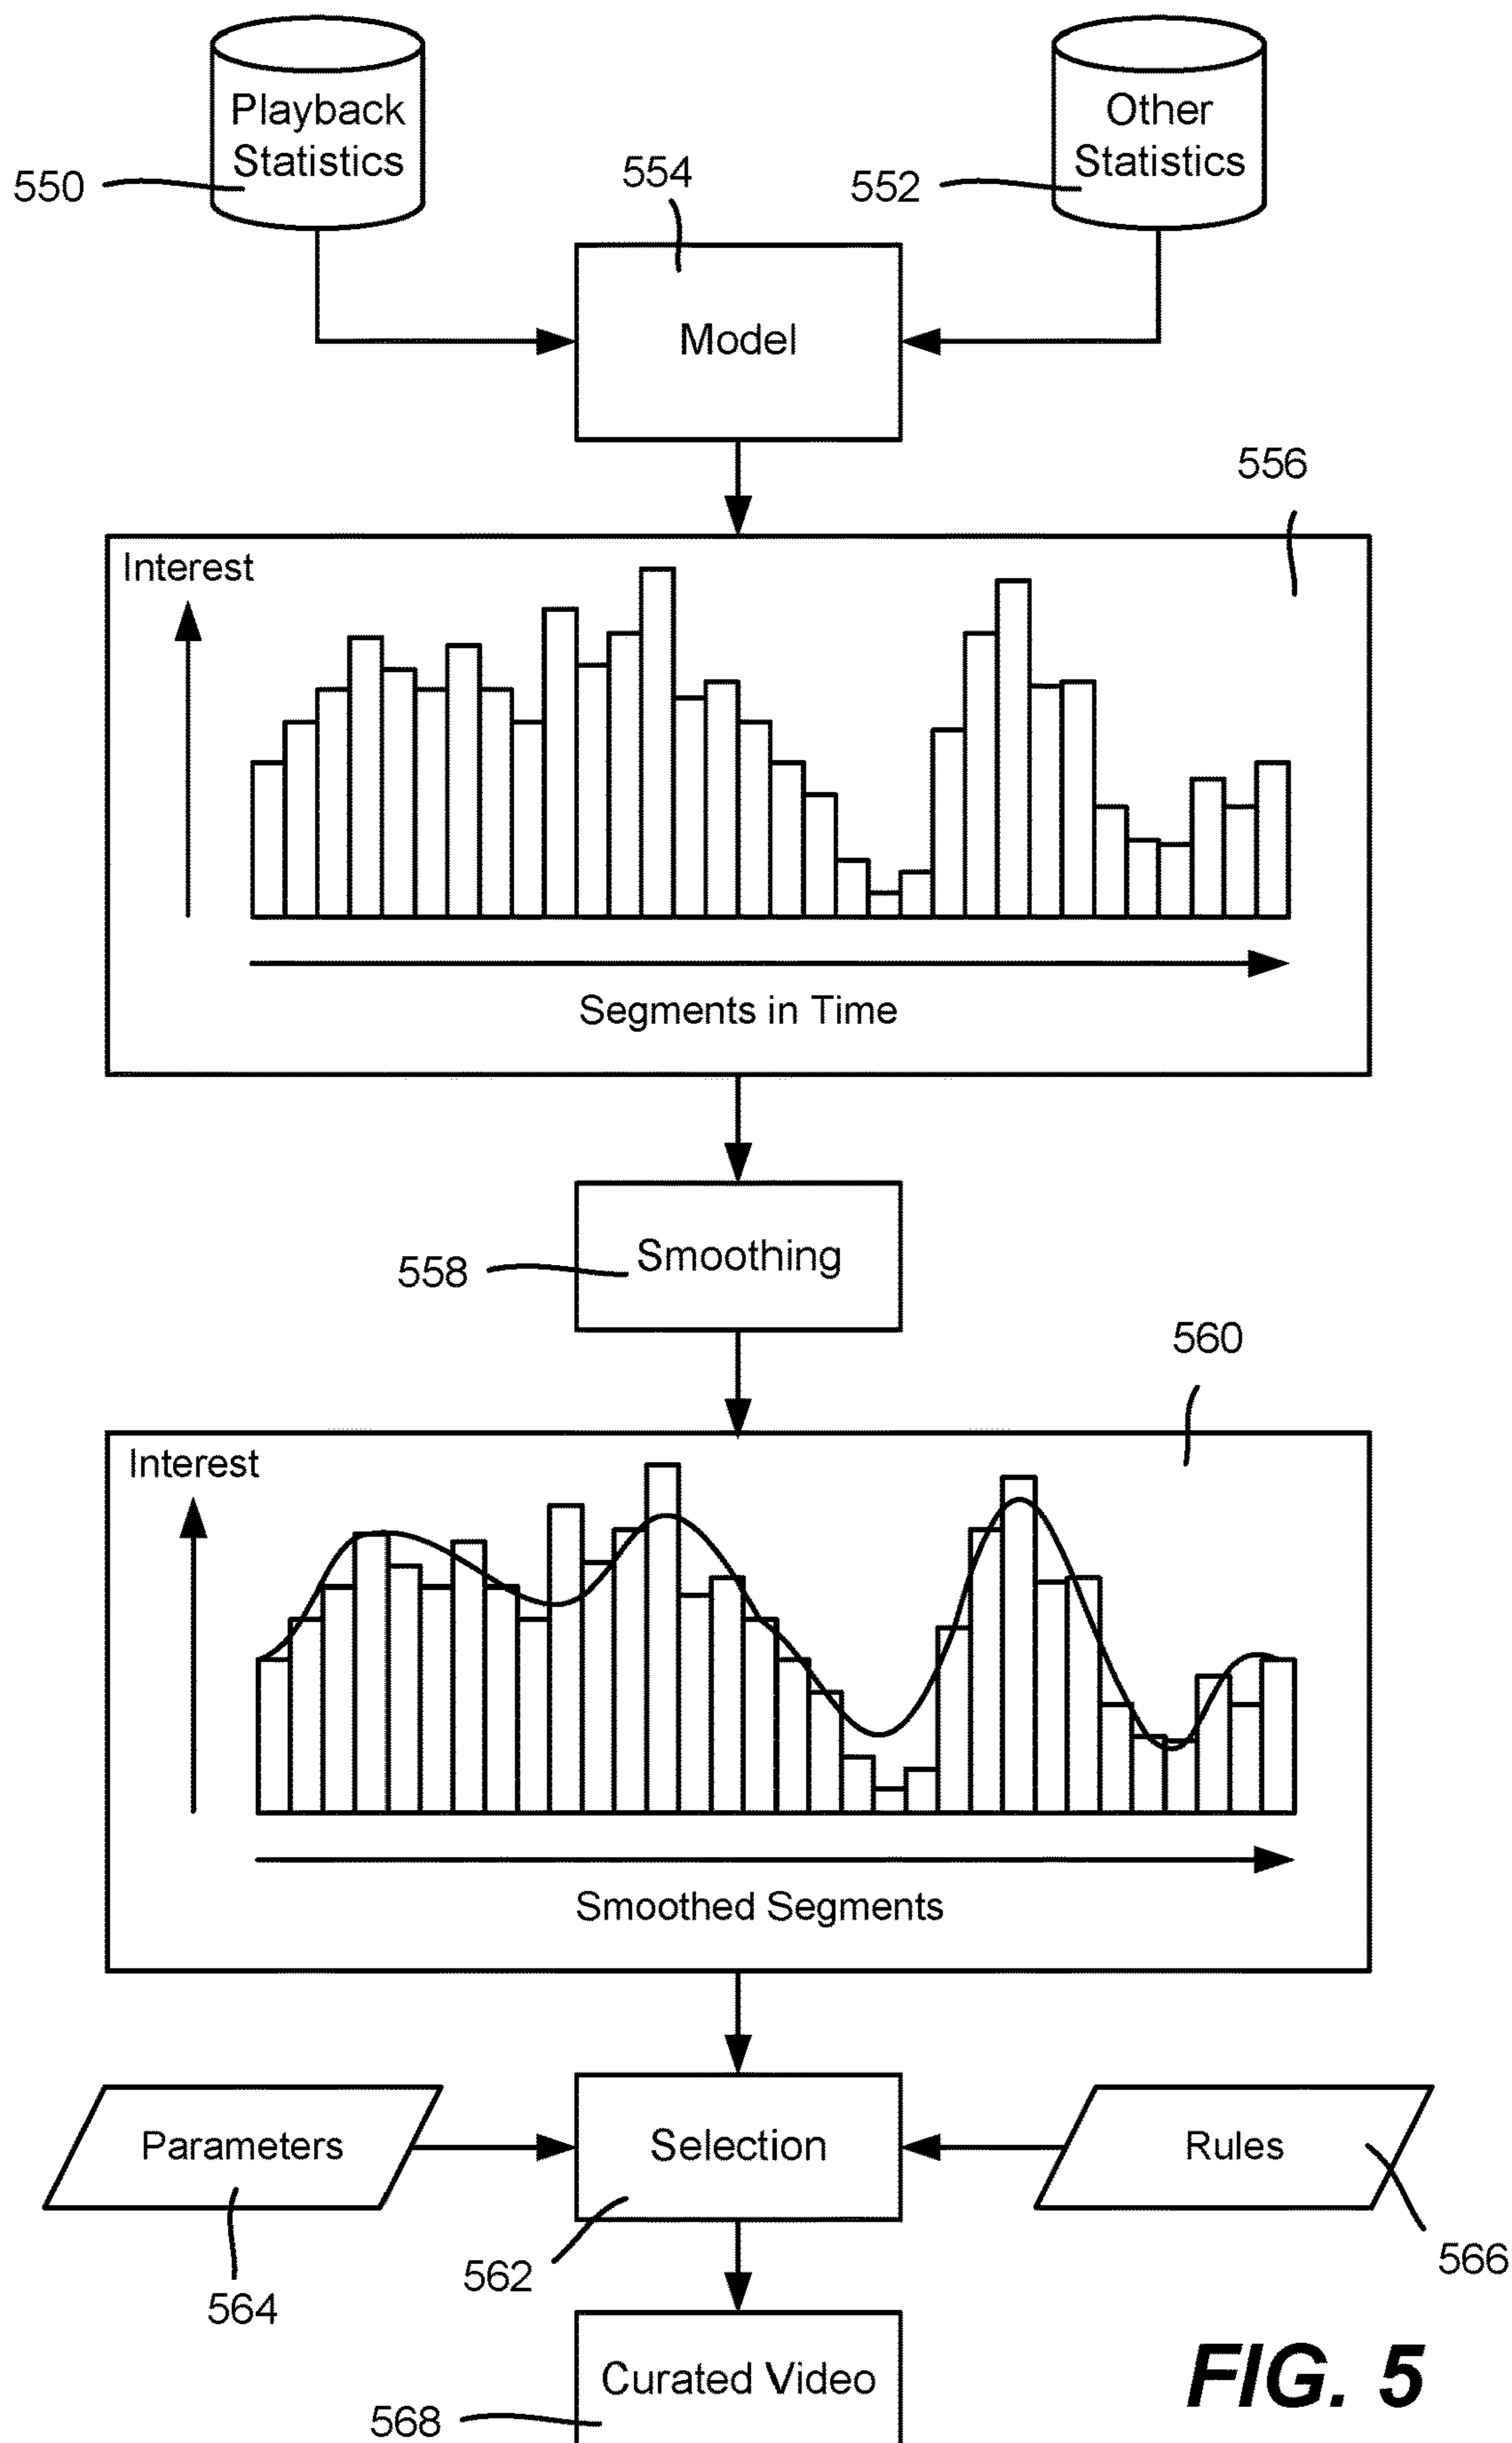 Playback
Statistics
550
Other
Statistics
552
554
Model
556
Interest
Segments in Time
Smoothing
558
560
Interest
Smoothed Segments
Parameters
564
Selection
562
Rules
566
Curated Video
568
FIG. 5